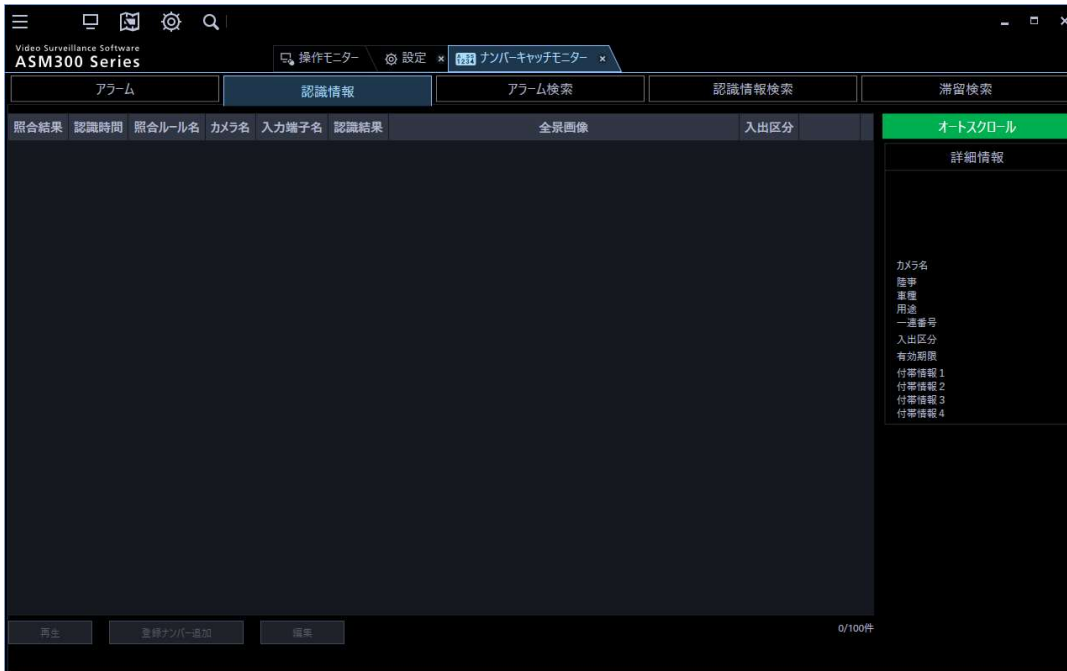 Video Surveillance Software
ASM300 Series
操作モニター
設定
ナンバーキャッチモニター
アラーム
認識情報
アラーム検索
認識情報検索
滞留検索
照合結果 認識時間 照合ルール名 カメラ名 入力端子名 認識結果 全景画像 入出区分
オートスクロール
詳細情報
カメラ名
陸事
車種
用途
一連番号
入出区分
有効期限
付帯情報1
付帯情報2
付帯情報3
付帯情報4
再生
登録ナンバー追加
編集
0/100件